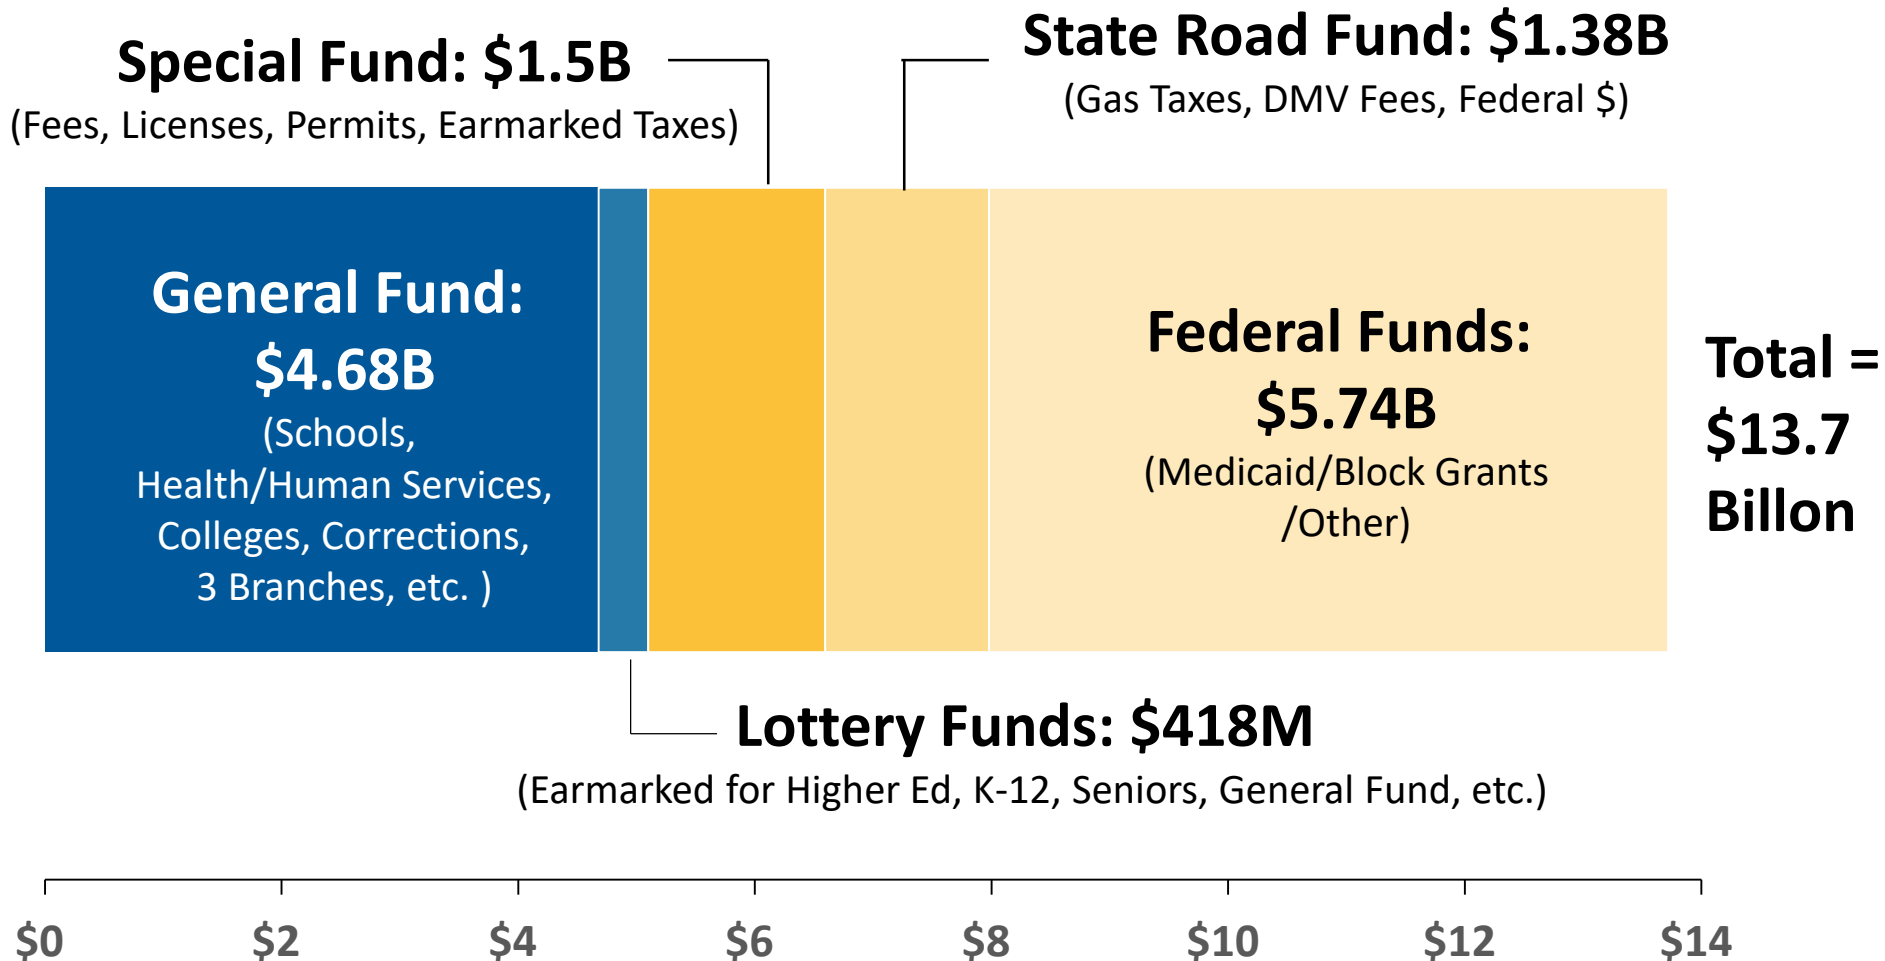 Special Fund: $1.5B
(Fees, Licenses, Permits, Earmarked Taxes)
State Road Fund: $1.38B
(Gas Taxes, DMV Fees, Federal $)
General Fund:
$4.68B
(Schools,
Health/Human Services,
Colleges, Corrections,
3 Branches, etc. )
Federal Funds:
$5.74B
(Medicaid/Block Grants
/Other)
Total =
$13.7
Billon
Lottery Funds: $418M
(Earmarked for Higher Ed, K-12, Seniors, General Fund, etc.)
$0 $2 $4 $6 $8 $10 $12 $14